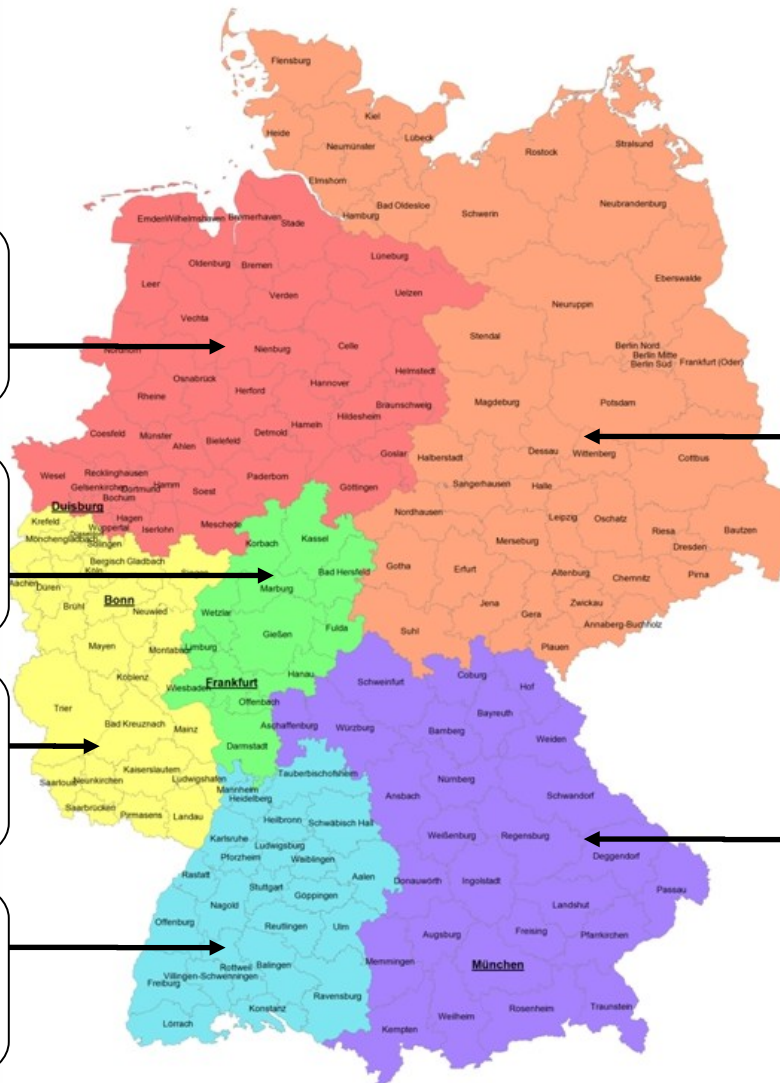 Flensburg
Kiel
Heide
Lübeck
Neumünster
Rostock
Stralsund
Elmshorn
Bad Oldesloe
Schwerin
Neubrandenburg
Hamburg
Emden
Wilhelmshaven
Bremerhaven
Stade
Lüneburg
Oldenburg
Bremen
Eberswalde
Leer
Verden
Uelzen
Neuruppin
Vechta
Stendal
Nordhorn
Nienburg
Celle
Berlin Nord
Berlin Mitte
Berlin Süd
Frankfurt (Oder)
Osnabrück
Hannover
Helmstedt
Rheine
Herford
Braunschweig
Magdeburg
Potsdam
Hildesheim
Hameln
Coesfeld
Münster
Ahlen
Bielefeld
Detmold
Goslar
Halberstadt
Dessau
Wittenberg
Cottbus
Wesel
Recklinghausen
Gelsenkirchen
Dortmund
Hamm
Paderborn
Göttingen
Sangerhausen
Halle
Bochum
Soest
Duisburg
Nordhausen
Leipzig
Oschatz
Krefeld
Hagen
Wuppertal
Iserlohn
Meschede
Riesa
Bautzen
Mönchengladbach
Solingen
Korbach
Kassel
Merseburg
Dresden
Bergisch Gladbach
Köln
Siegen
Bad Hersfeld
Gotha
Erfurt
Altenburg
Chemnitz
Pirna
Aachen
Düren
Marburg
Brühl
Bonn
Neuwied
Wetzlar
Jena
Zwickau
Gera
Annaberg-Buchholz
Mayen
Montabaur
Limburg
Gießen
Fulda
Suhl
Plauen
Koblenz
Hanau
Wiesbaden
Frankfurt
Schweinfurt
Coburg
Hof
Trier
Offenbach
Bayreuth
Bad Kreuznach
Mainz
Aschaffenburg
Würzburg
Bamberg
Weiden
Darmstadt
Kaiserslautern
Ludwigshafen
Tauberbischofsheim
Nürnberg
Saarlouis
Neunkirchen
Mannheim
Heidelberg
Ansbach
Schwandorf
Saarbrücken
Pirmasens
Landau
Heilbronn
Schwäbisch Hall
Karlsruhe
Ludwigsburg
Weißenburg
Regensburg
Pforzheim
Waiblingen
Deggendorf
Rastatt
Stuttgart
Aalen
Donauwörth
Ingolstadt
Passau
Nagold
Göppingen
Landshut
Offenburg
Reutlingen
Ulm
Augsburg
Freising
Pfarrkirchen
Rottweil
Balingen
Memmingen
München
Villingen-Schwenningen
Freiburg
Ravensburg
Konstanz
Weilheim
Rosenheim
Traunstein
Lörrach
Kempten